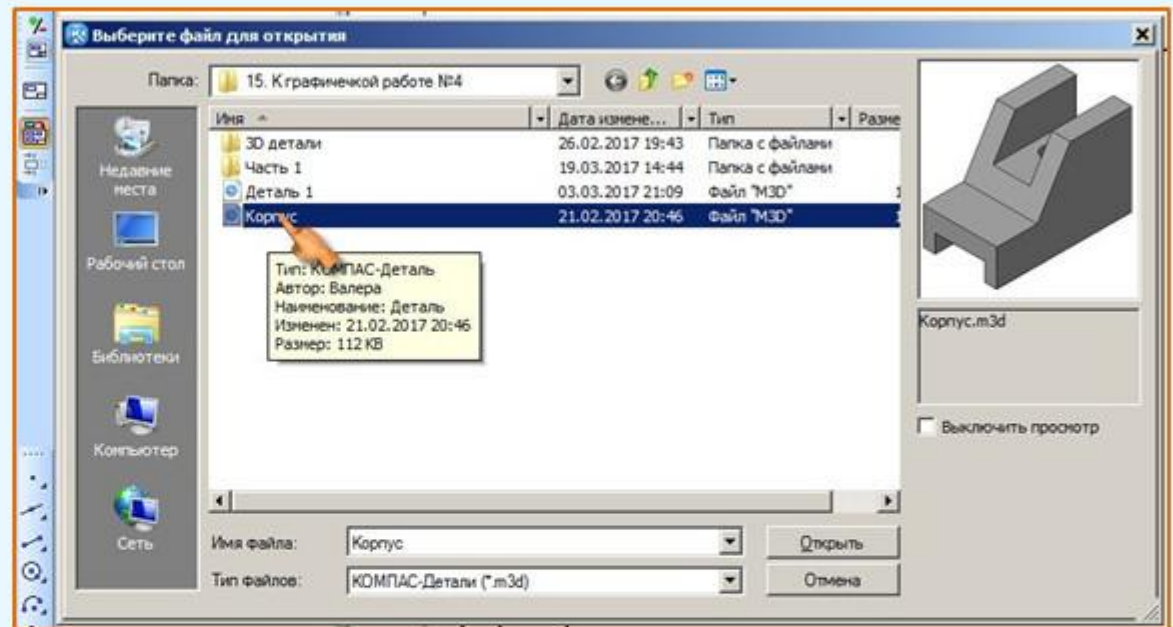 Выберите файл для открытия
Папка: 15. К графичечкой работе №4
Имя Дата измене... Тип Разме
3D детали 26.02.2017 19:43 Папка с файлами
Часть 1 19.03.2017 14:44 Папка с файлами
Деталь 1 03.03.2017 21:09 Файл "M3D" 1
Корпус 21.02.2017 20:46 Файл "M3D" 1
Недавние места
Рабочий стол
Библиотеки
Компьютер
Сеть
Тип: КОМПАС-Деталь
Автор: Валера
Наименование: Деталь
Изменен: 21.02.2017 20:46
Размер: 112 KB
Корпус.m3d
Выключить просмотр
Имя файла: Корпус Открыть
Тип файлов: КОМПАС-Детали (*.m3d) Отмена